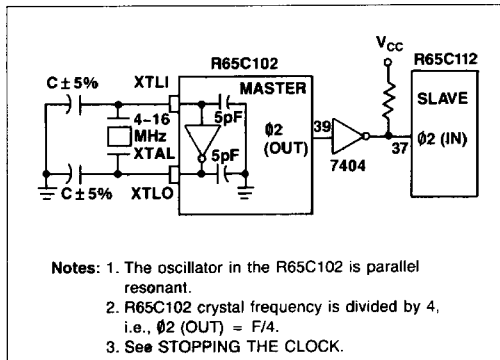 R65C102
V_CC
R65C112
C ± 5%
XTLI
MASTER
SLAVE
4–16
MHz
XTAL
5pF
5pF
Ø2
(OUT)
39
7404
37
Ø2 (IN)
C ± 5%
XTLO
Notes: 1. The oscillator in the R65C102 is parallel
resonant.
2. R65C102 crystal frequency is divided by 4,
i.e., Ø2 (OUT) = F/4.
3. See STOPPING THE CLOCK.